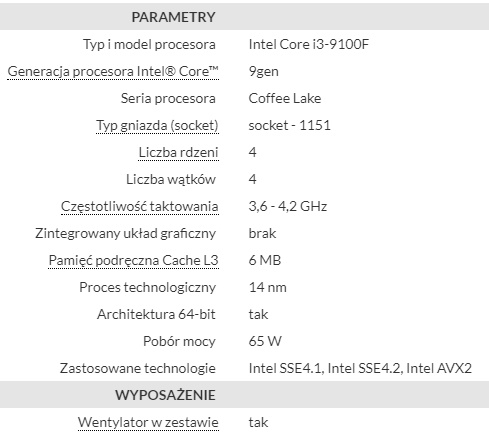 PARAMETRY
Typ i model procesora Intel Core i3-9100F
Generacja procesora Intel® Core™ 9gen
Seria procesora Coffee Lake
Typ gniazda (socket) socket - 1151
Liczba rdzeni 4
Liczba wątków 4
Częstotliwość taktowania 3,6 - 4,2 GHz
Zintegrowany układ graficzny brak
Pamięć podręczna Cache L3 6 MB
Proces technologiczny 14 nm
Architektura 64-bit tak
Pobór mocy 65 W
Zastosowane technologie Intel SSE4.1, Intel SSE4.2, Intel AVX2
WYPOSAŻENIE
Wentylator w zestawie tak